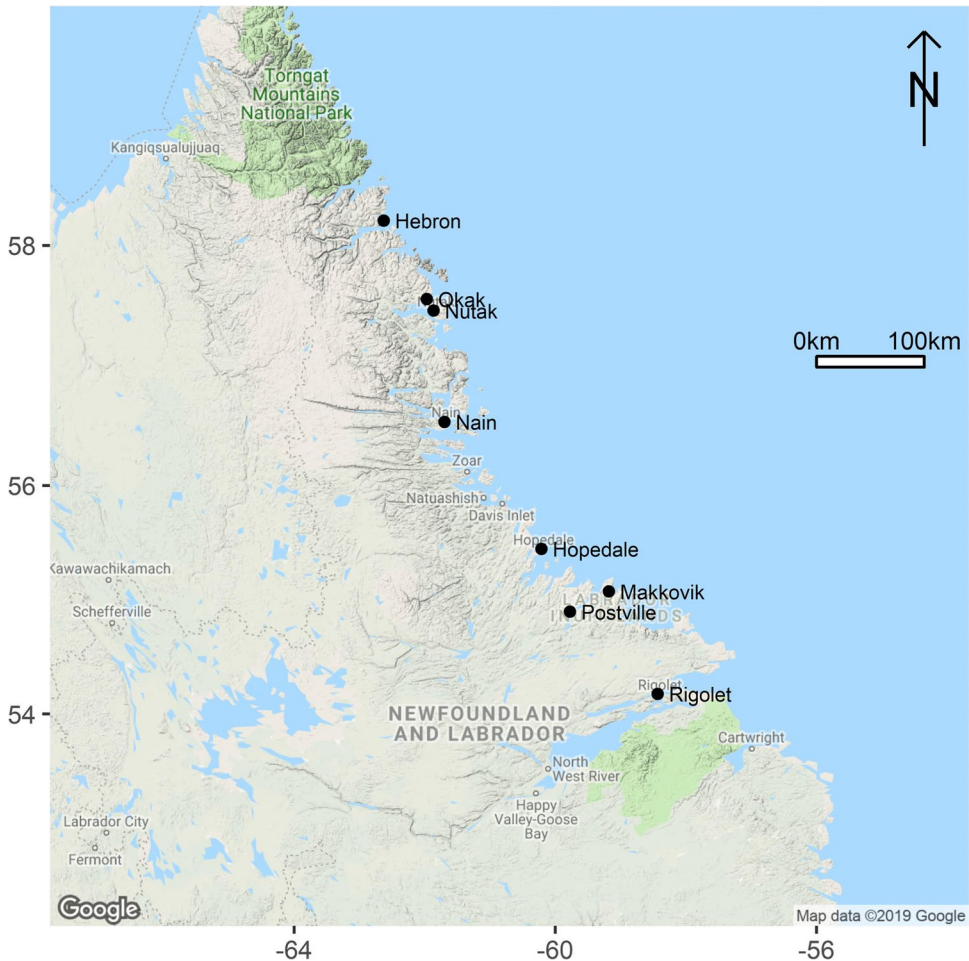 Torngat
Mountains
National Park
N
Kangiqsualujjuaq
Hebron
58
Okak
Nutak
0km 100km
Nain
Nain
Zoar
56
Natuashish
Davis Inlet
Hopedale
Hopedale
Kawawachikamach
Makkovik
Schefferville
Postville
Rigolet
Rigolet
54
NEWFOUNDLAND
AND LABRADOR
Cartwright
North
West River
Happy
Valley-Goose
Bay
Labrador City
Fermont
Google
Map data ©2019 Google
-64
-60
-56